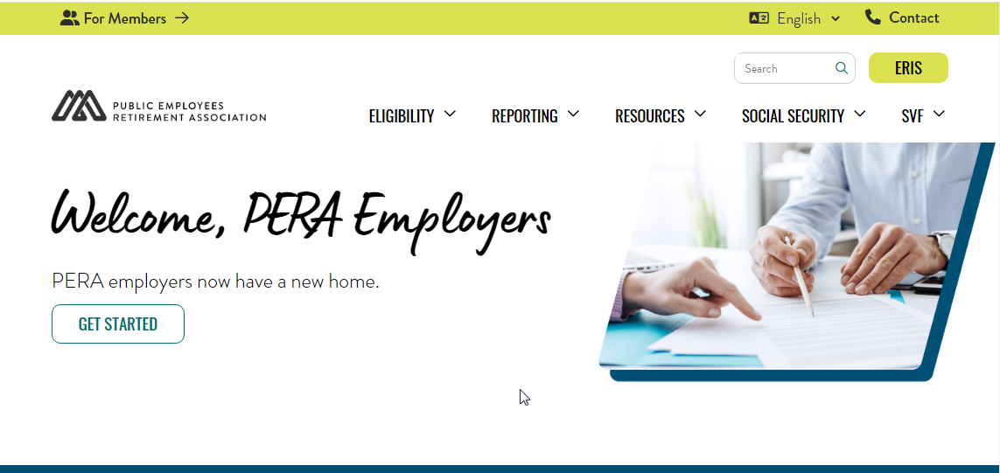 For Members
English
Contact
Search
ERIS
PUBLIC EMPLOYEES
RETIREMENT ASSOCIATION
ELIGIBILITY
REPORTING
RESOURCES
SOCIAL SECURITY
SVF
Welcome, PERA Employers
PERA employers now have a new home.
GET STARTED